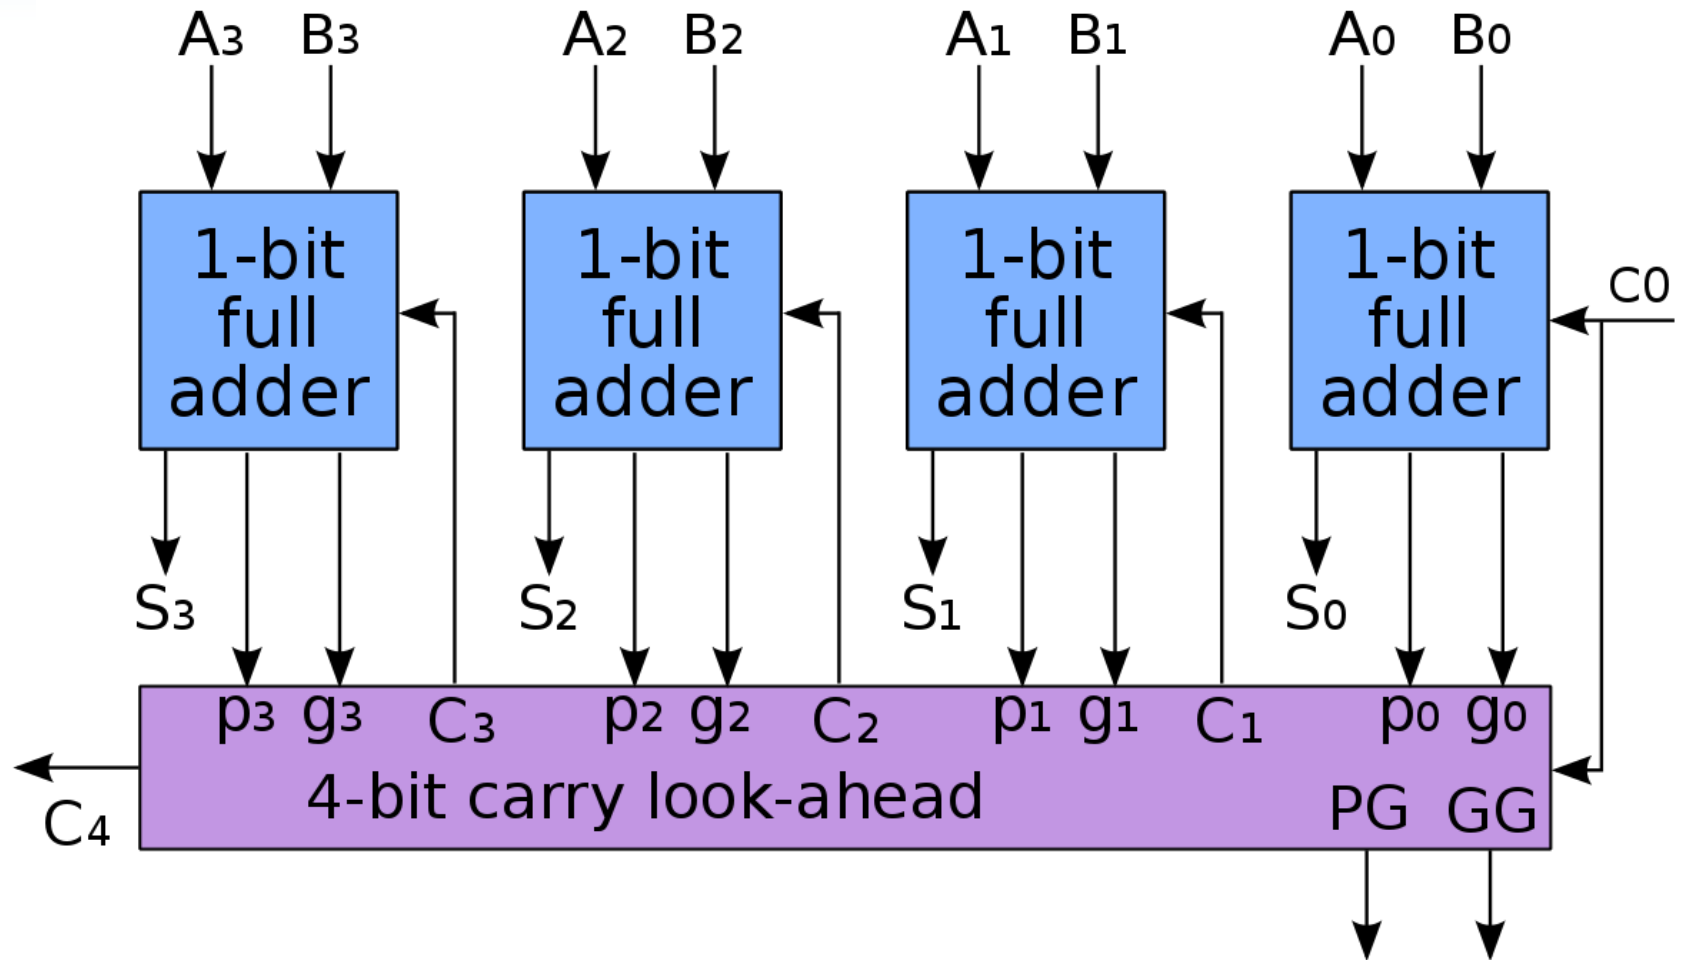 A₃ B₃ A₂ B₂ A₁ B₁ A₀ B₀
1-bit full adder
1-bit full adder
1-bit full adder
1-bit full adder
C0
S₃ S₂ S₁ S₀
p₃ g₃ C₃ p₂ g₂ C₂ p₁ g₁ C₁ p₀ g₀
4-bit carry look-ahead PG GG
C₄